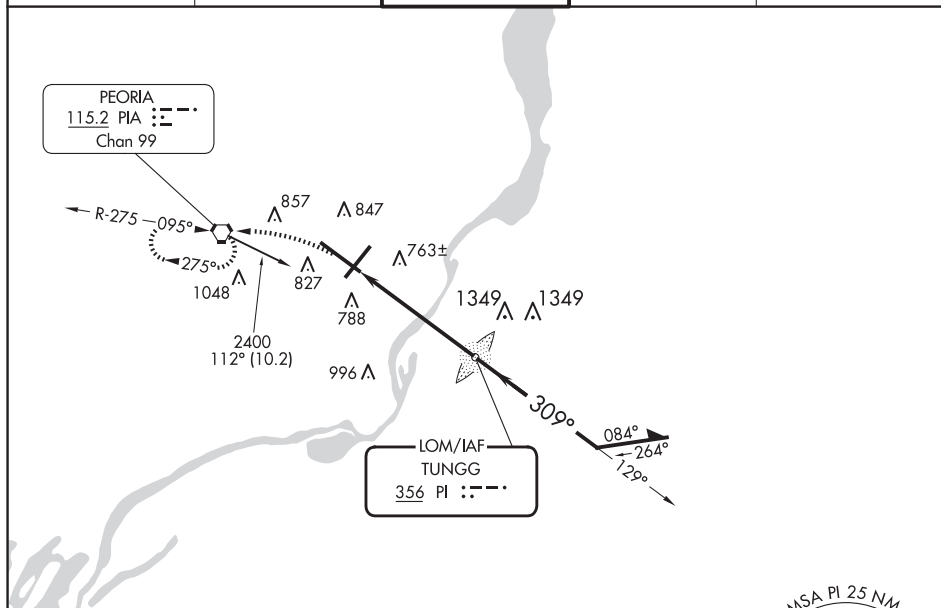 PEORIA
115.2 PIA
Chan 99
R-275
095°
275°
857
847
763±
827
1048
788
2400
112° (10.2)
996
1349
1349
309°
084°
264°
129°
LOM/IAF
TUNGG
356 PI
MSA PI 25 NM